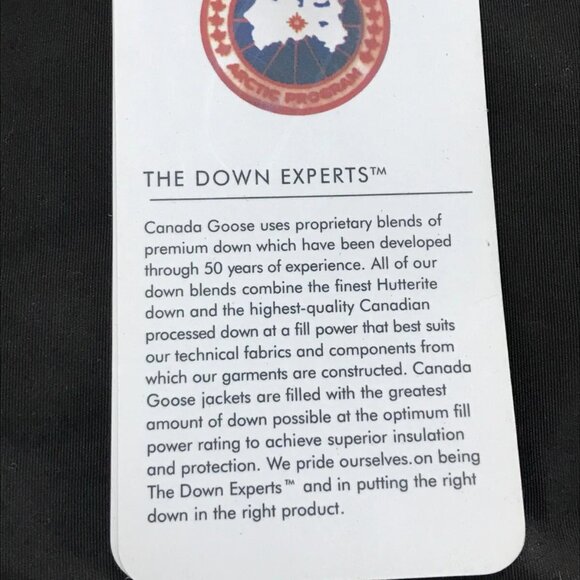 ARCTIC PROGRAM
THE DOWN EXPERTS™
Canada Goose uses proprietary blends of
premium down which have been developed
through 50 years of experience. All of our
down blends combine the finest Hutterite
down and the highest-quality Canadian
processed down at a fill power that best suits
our technical fabrics and components from
which our garments are constructed. Canada
Goose jackets are filled with the greatest
amount of down possible at the optimum fill
power rating to achieve superior insulation
and protection. We pride ourselves.on being
The Down Experts™ and in putting the right
down in the right product.